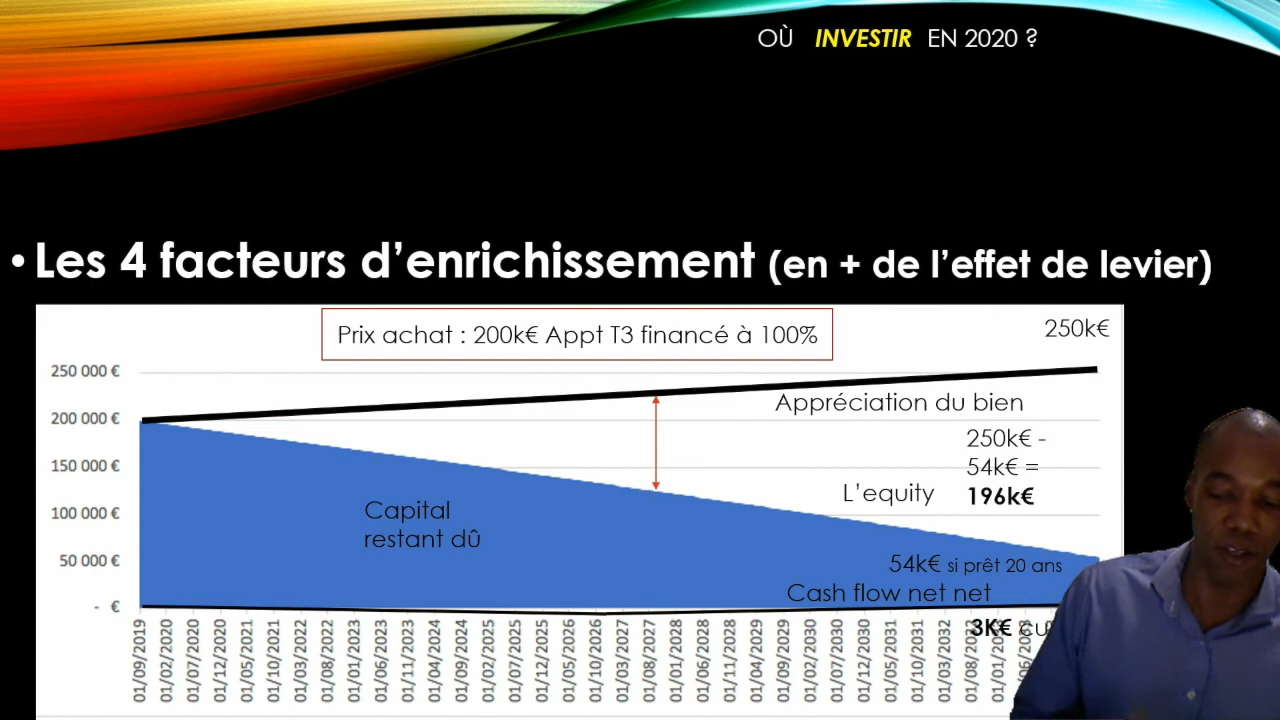 OÙ INVESTIR EN 2020 ?
• Les 4 facteurs d’enrichissement (en + de l’effet de levier)
Prix achat : 200k€ Appt T3 financé à 100%
250k€
250 000 €
200 000 €
150 000 €
100 000 €
50 000 €
- €
Appréciation du bien
250k€ -
54k€ =
196k€
L’equity
Capital
restant dû
54k€ si prêt 20 ans
Cash flow net net
3K€
01/09/2019
01/02/2020
01/07/2020
01/12/2020
01/05/2021
01/10/2021
01/03/2022
01/08/2022
01/01/2023
01/06/2023
01/11/2023
01/04/2024
01/09/2024
01/02/2025
01/07/2025
01/12/2025
01/05/2026
01/10/2026
01/03/2027
01/08/2027
01/01/2028
01/06/2028
01/11/2028
01/04/2029
01/09/2029
01/02/2030
01/07/2030
01/12/2030
01/05/2031
01/10/2031
01/03/2032